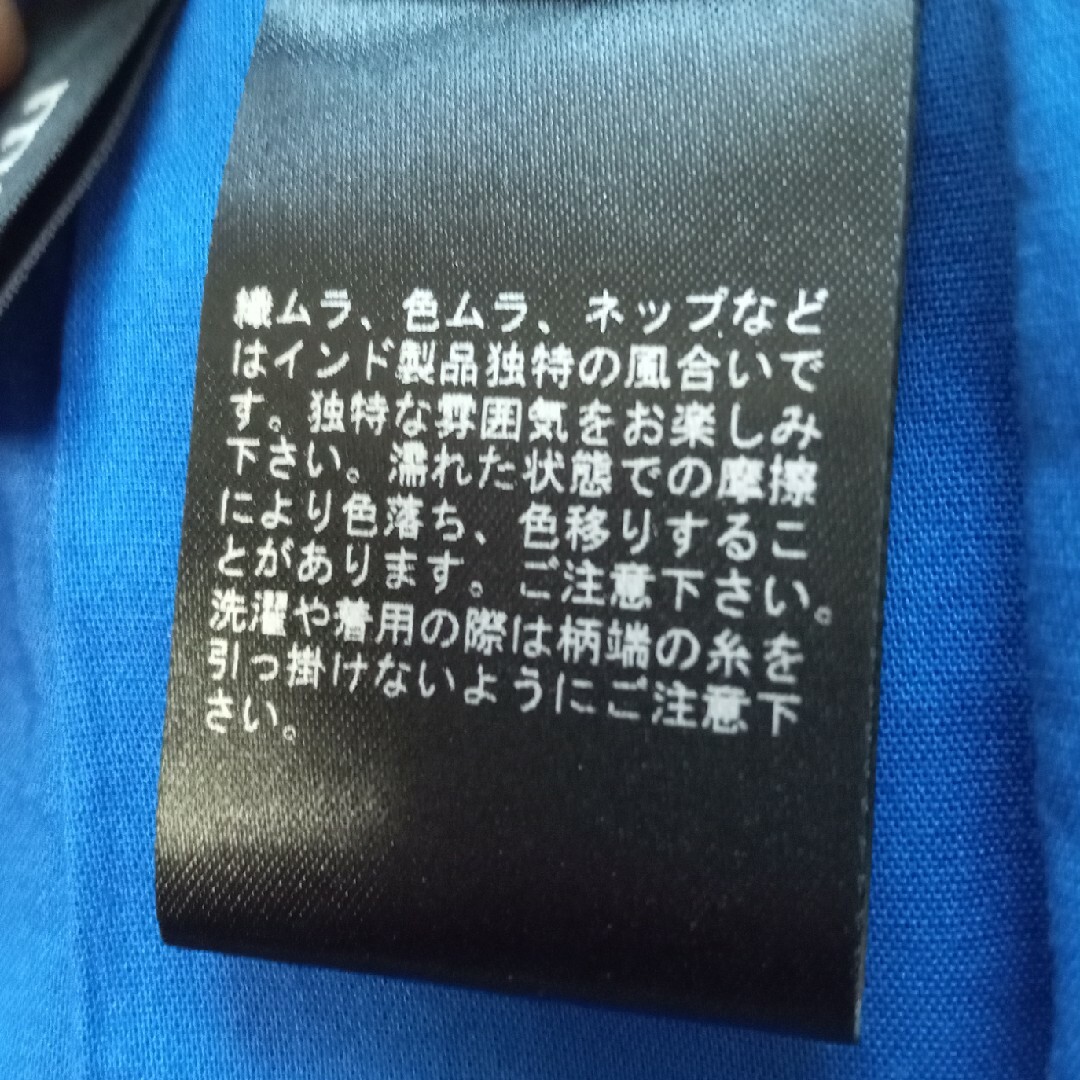 織ムラ、色ムラ、ネップなど
はインド製品独特の風合いで
す。独特な雰囲気をお楽しみ
下さい。濡れた状態での摩擦
により色落ち、色移りするこ
とがあります。ご注意下さい。
洗濯や着用の際は柄端の糸を
引っ掛けないようにご注意下
さい。